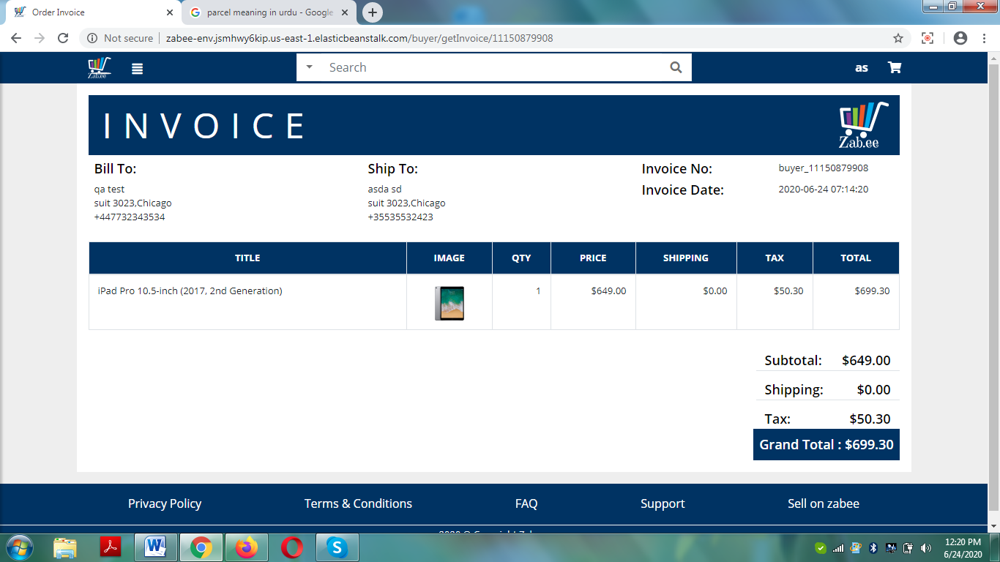 Order Invoice
parcel meaning in urdu - Google
Not secure
zabee-env.jsmhwy6kip.us-east-1.elasticbeanstalk.com/buyer/getInvoice/11150879908
Zab.ee
Search
as
INVOICE
Zab.ee
Bill To:
qa test
suit 3023,Chicago
+447732343534
Ship To:
asda sd
suit 3023,Chicago
+35535532423
Invoice No: buyer_11150879908
Invoice Date: 2020-06-24 07:14:20
TITLE IMAGE QTY PRICE SHIPPING TAX TOTAL
iPad Pro 10.5-inch (2017, 2nd Generation) 1 $649.00 $0.00 $50.30 $699.30
Subtotal: $649.00
Shipping: $0.00
Tax: $50.30
Grand Total : $699.30
Privacy Policy Terms & Conditions FAQ Support Sell on zabee
12:20 PM
6/24/2020